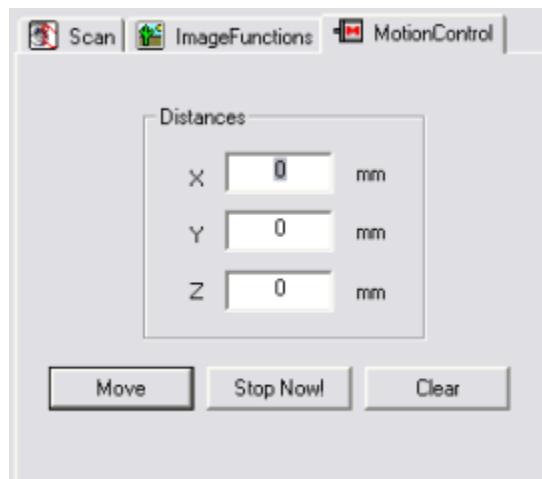 Scan ImageFunctions MotionControl
Distances
X 0 mm
Y 0 mm
Z 0 mm
Move Stop Now! Clear